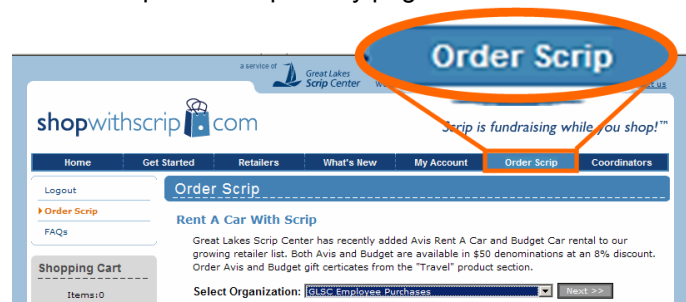 a service of
Great Lakes
Scrip Center
Order Scrip
us
shopwithscrip com
Scrip is fundraising while you shop!™
Home Get Started Retailers What's New My Account Order Scrip Coordinators
Logout
Order Scrip
FAQs
Shopping Cart
Items:0
Order Scrip
Rent A Car With Scrip
Great Lakes Scrip Center has recently added Avis Rent A Car and Budget Car rental to our
growing retailer list. Both Avis and Budget are available in $50 denominations at an 8% discount.
Order Avis and Budget gift certicates from the "Travel" product section.
Select Organization: GLSC Employee Purchases Next >>